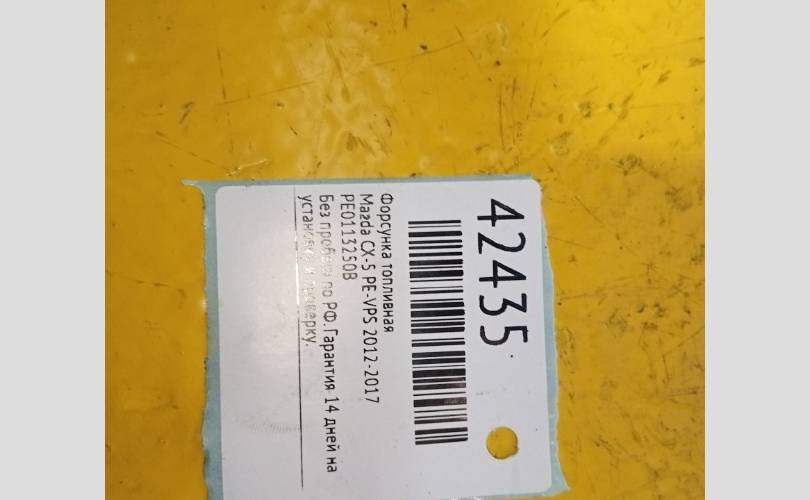 42435
Форсунка топливная
Mazda CX-5 PE-VPS 2012-2017
PE0113250B
Без пробега по РФ. Гарантия 14 дней на
установку и проверку.